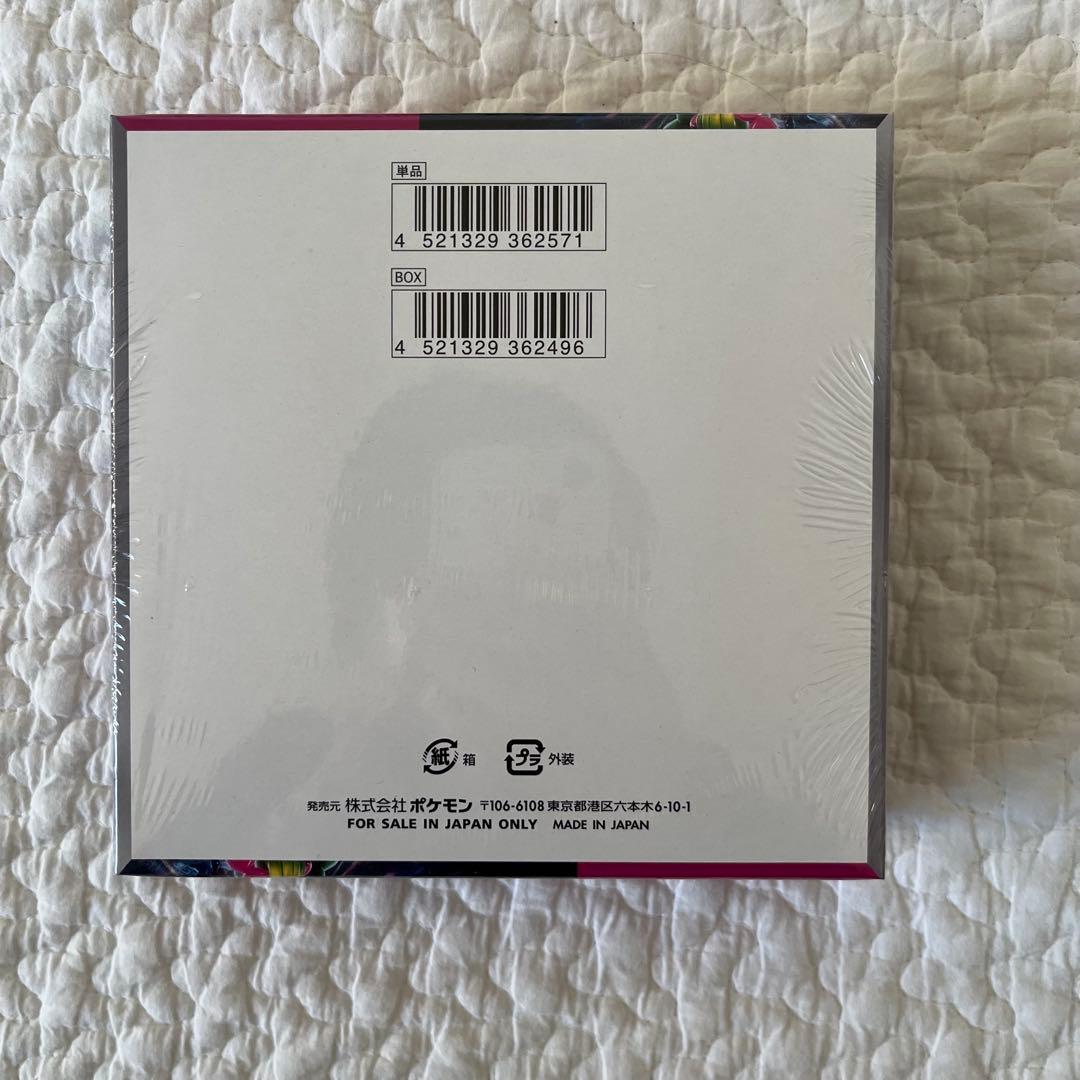 単品
4 521329 362571
BOX
4 521329 362496
紙 箱 プラ 外装
発売元 株式会社 ポケモン 〒106-6108 東京都港区六本木6-10-1
FOR SALE IN JAPAN ONLY MADE IN JAPAN